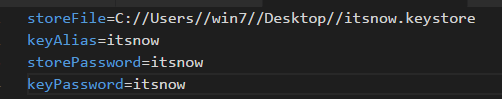 storeFile=C://Users//win7//Desktop//itsnow.keystore
keyAlias=itsnow
storePassword=itsnow
keyPassword=itsnow